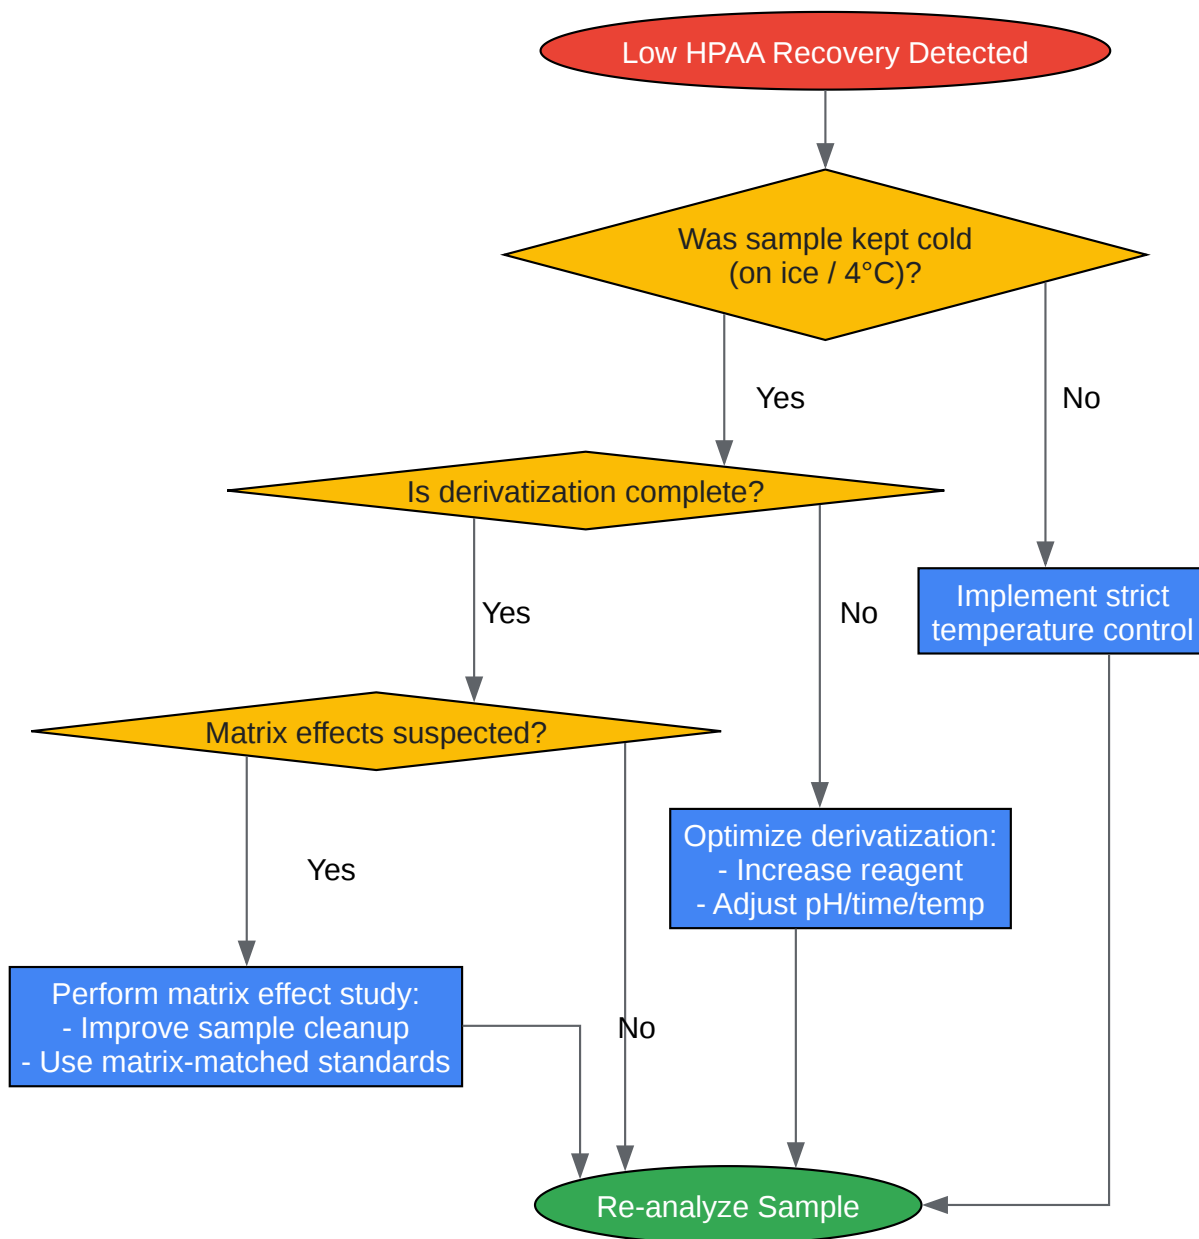 Low HPAA Recovery Detected
Was sample kept cold
(on ice / 4°C)?
Yes
No
Is derivatization complete?
Yes
No
Implement strict
temperature control
Matrix effects suspected?
Yes
No
Optimize derivatization:
- Increase reagent
- Adjust pH/time/temp
Perform matrix effect study:
- Improve sample cleanup
- Use matrix-matched standards
Re-analyze Sample